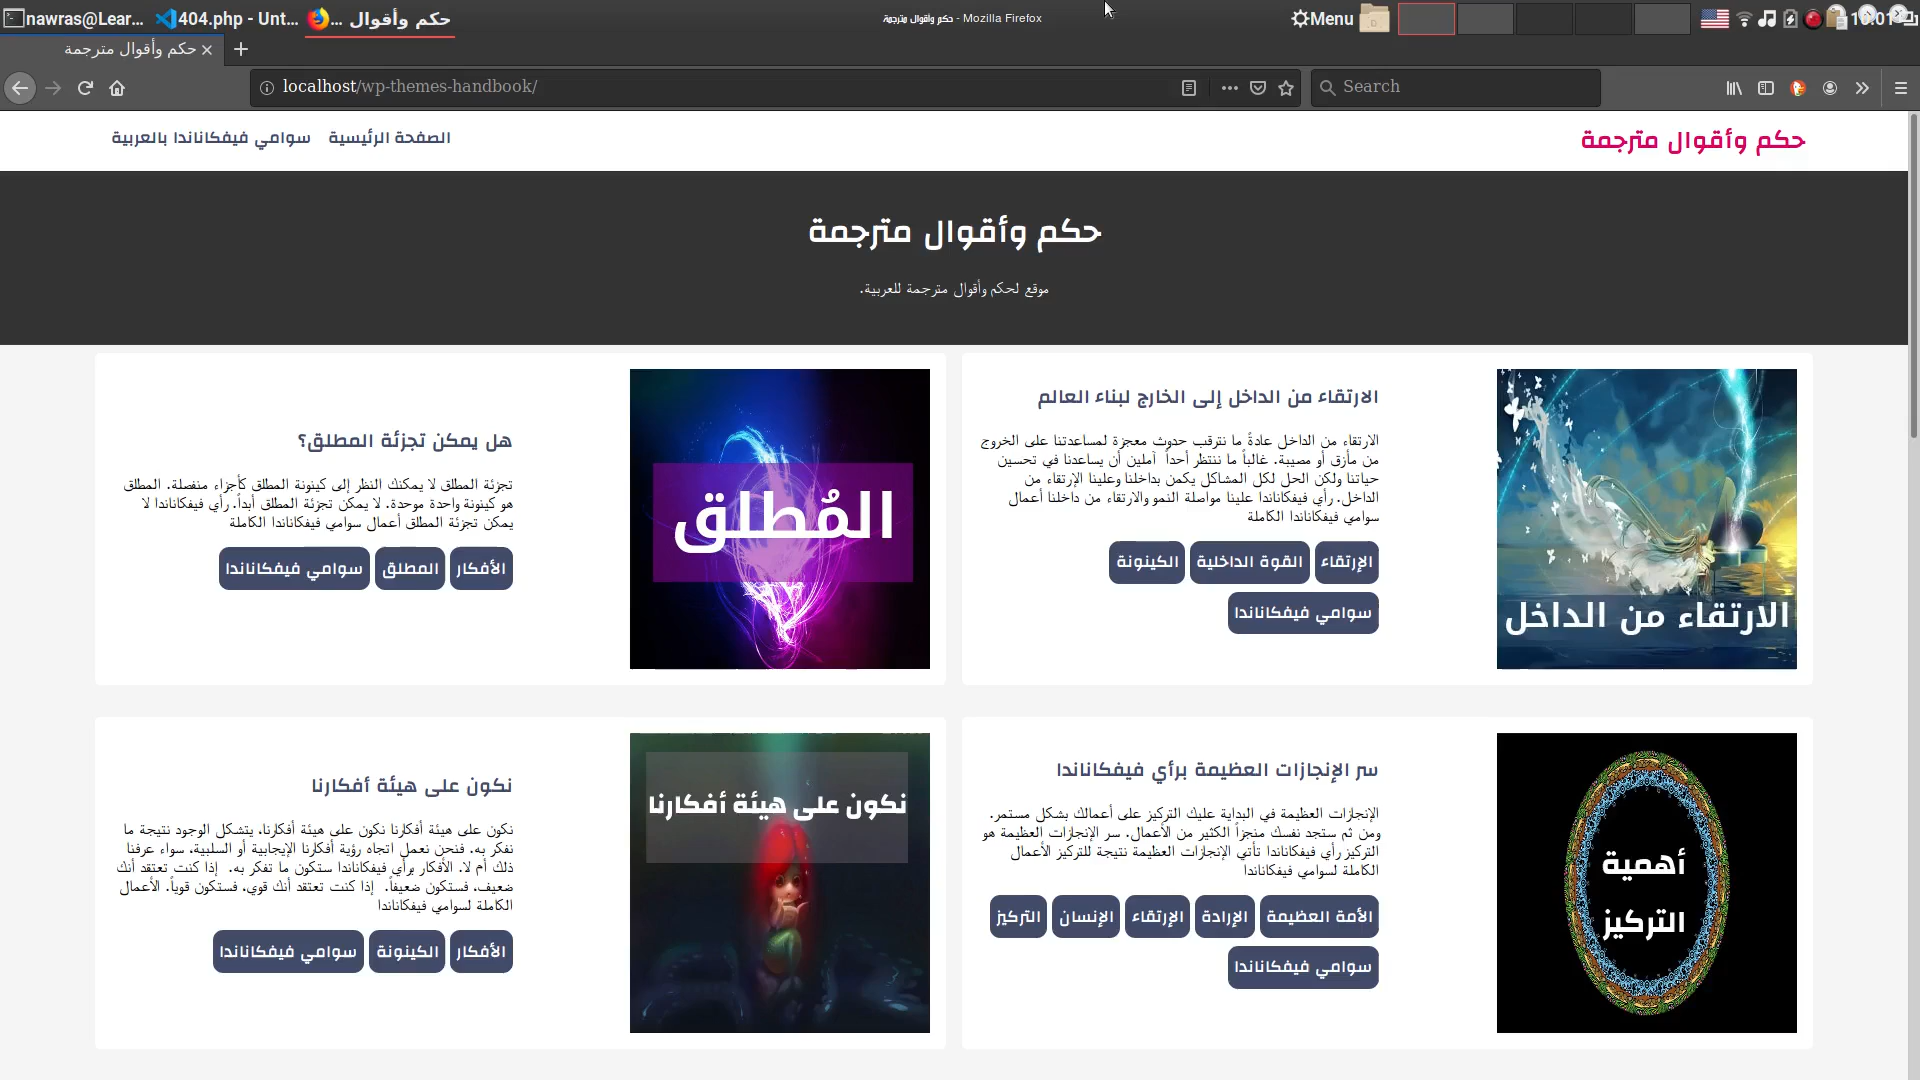 nawras@Lear...
404.php - Unt...
حكم وأقوال ...
حكم وأقوال مترجمة - Mozilla Firefox
Menu
حكم وأقوال مترجمة
localhost/wp-themes-handbook/
Search
حكم وأقوال مترجمة
الصفحة الرئيسية
سوامي فيفكاناندا بالعربية
حكم وأقوال مترجمة
موقع لحكم وأقوال مترجمة للعربية.
الارتقاء من الداخل
الارتقاء من الداخل إلى الخارج لبناء العالم
الارتقاء من الداخل عادةً ما نترقب حدوث معجزة لمساعدتنا على الخروج
من مأزق أو مصيبة. غالباً ما ننتظر أحداً آملين أن يساعدنا في تحسين
حياتنا ولكن الحل لكل المشاكل يكمن بداخلنا وعلينا الإرتقاء من
الداخل. رأي فيفكاناندا علينا مواصلة النمو والارتقاء من داخلنا أعمال
سوامي فيفكاناندا الكاملة
الإرتقاء
القوة الداخلية
الكينونة
سوامي فيفكاناندا
المُطلق
هل يمكن تجزئة المطلق؟
تجزئة المطلق لا يمكنك النظر إلى كينونة المطلق كأجزاء منفصلة. المطلق
هو كينونة واحدة موحدة. لا يمكن تجزئة المطلق أبداً. رأي فيفكاناندا لا
يمكن تجزئة المطلق أعمال سوامي فيفكاناندا الكاملة
الأفكار
المطلق
سوامي فيفكاناندا
أهمية
التركيز
سر الإنجازات العظيمة برأي فيفكاناندا
الإنجازات العظيمة في البداية عليك التركيز على أعمالك بشكل مستمر.
ومن ثم ستجد نفسك منجزاً الكثير من الأعمال. سر الإنجازات العظيمة هو
التركيز رأي فيفكاناندا تأتي الإنجازات العظيمة نتيجة للتركيز الأعمال
الكاملة لسوامي فيفكاناندا
الأمة العظيمة
الإرادة
الإرتقاء
الإنسان
التركيز
سوامي فيفكاناندا
نكون على هيئة أفكارنا
نكون على هيئة أفكارنا
نكون على هيئة أفكارنا نكون على هيئة أفكارنا. يتشكل الوجود نتيجة ما
نفكر به. فنحن نعمل اتجاه رؤية أفكارنا الإيجابية أو السلبية، سواء عرفنا
ذلك أم لا. الأفكار برأي فيفكاناندا ستكون ما تفكر به. إذا كنت تعتقد أنك
ضعيف، فستكون ضعيفاً. إذا كنت تعتقد أنك قوي، فستكون قوياً. الأعمال
الكاملة لسوامي فيفكاناندا
الأفكار
الكينونة
سوامي فيفكاناندا